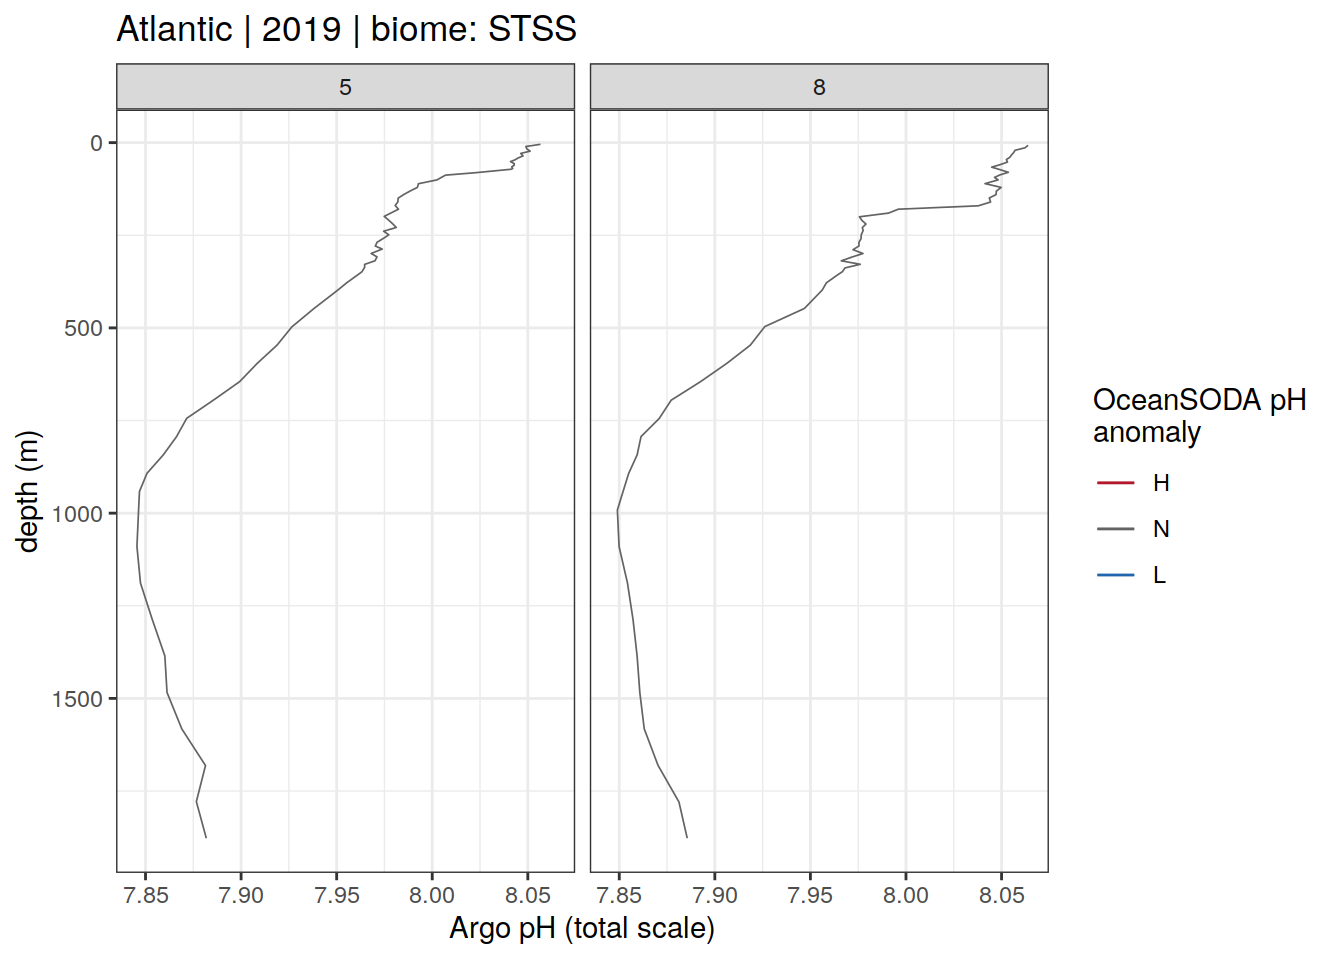 Atlantic | 2019 | biome: STSS
5
8
0
500
1000
1500
depth (m)
7.85
7.90
7.95
8.00
8.05
7.85
7.90
7.95
8.00
8.05
Argo pH (total scale)
OceanSODA pH
anomaly
H
N
L